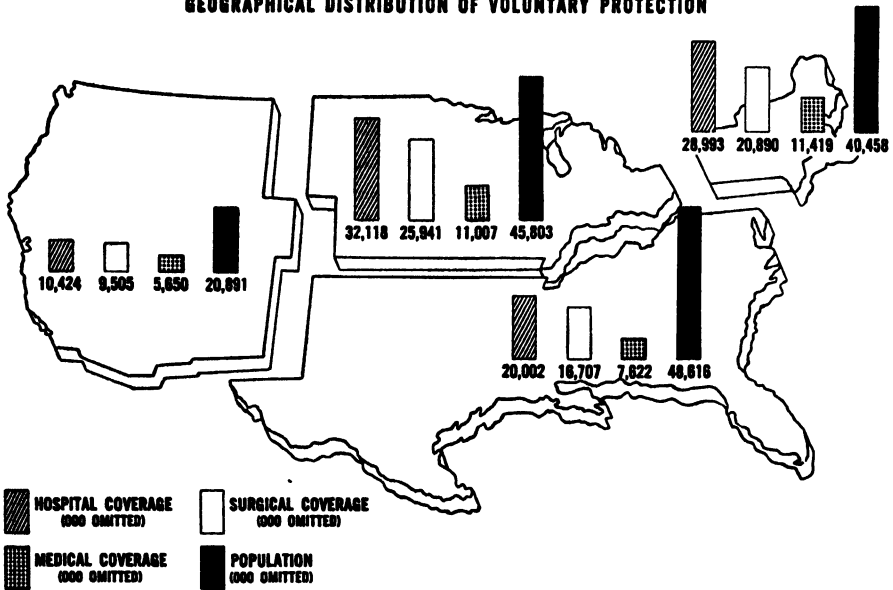 GEOGRAPHICAL DISTRIBUTION OF VOLUNTARY PROTECTION
28,993 20,890 11,419 40,458
32,118 25,941 11,007 45,803
10,424 9,505 5,650 20,891
20,002 16,707 7,622 48,616
HOSPITAL COVERAGE
(000 OMITTED)
SURGICAL COVERAGE
(000 OMITTED)
MEDICAL COVERAGE
(000 OMITTED)
POPULATION
(000 OMITTED)